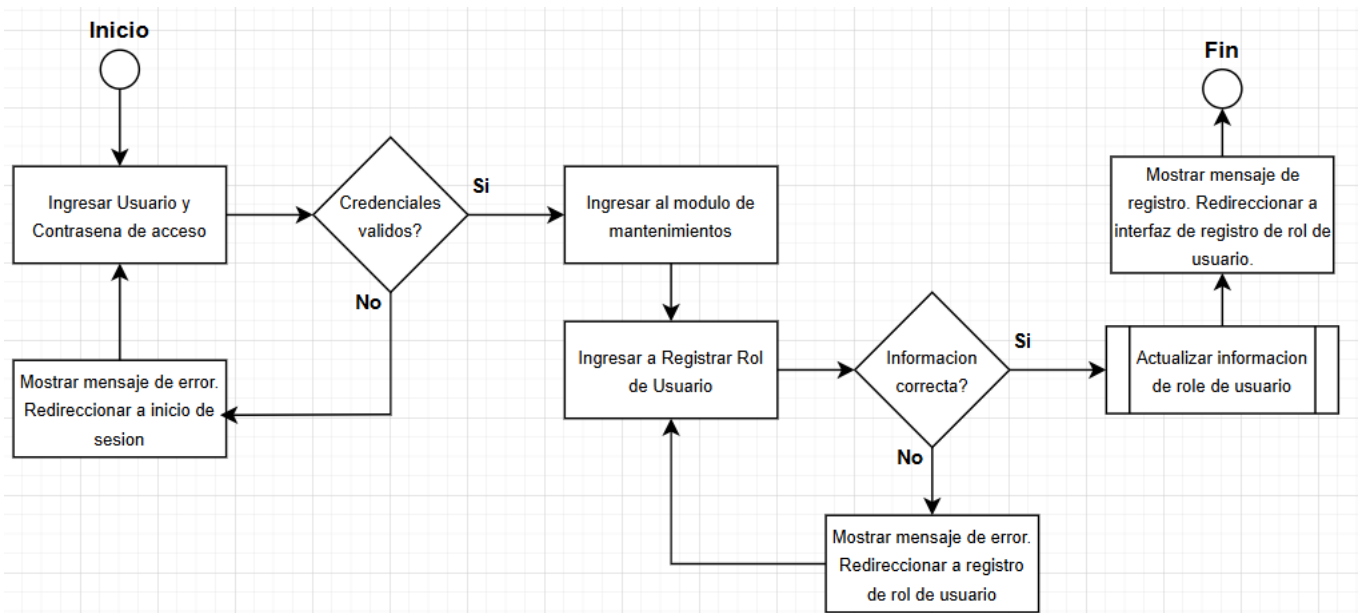 Inicio
Ingresar Usuario y
Contrasena de acceso
Credenciales
validos?
Si
No
Mostrar mensaje de error.
Redireccionar a inicio de
sesion
Ingresar al modulo de
mantenimientos
Ingresar a Registrar Rol
de Usuario
Informacion
correcta?
Si
No
Mostrar mensaje de error.
Redireccionar a registro
de rol de usuario
Actualizar informacion
de role de usuario
Mostrar mensaje de
registro. Redireccionar a
interfaz de registro de rol de
usuario.
Fin